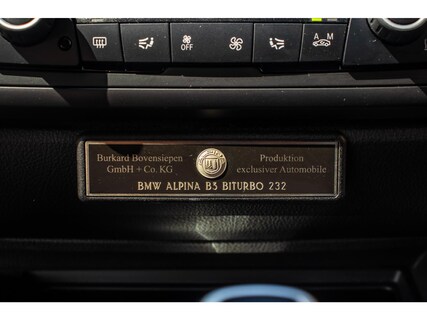 OFF
A M
Burkard Bovensiepen
GmbH + Co. KG
Produktion
exclusiver Automobile
BMW ALPINA B3 BITURBO 232